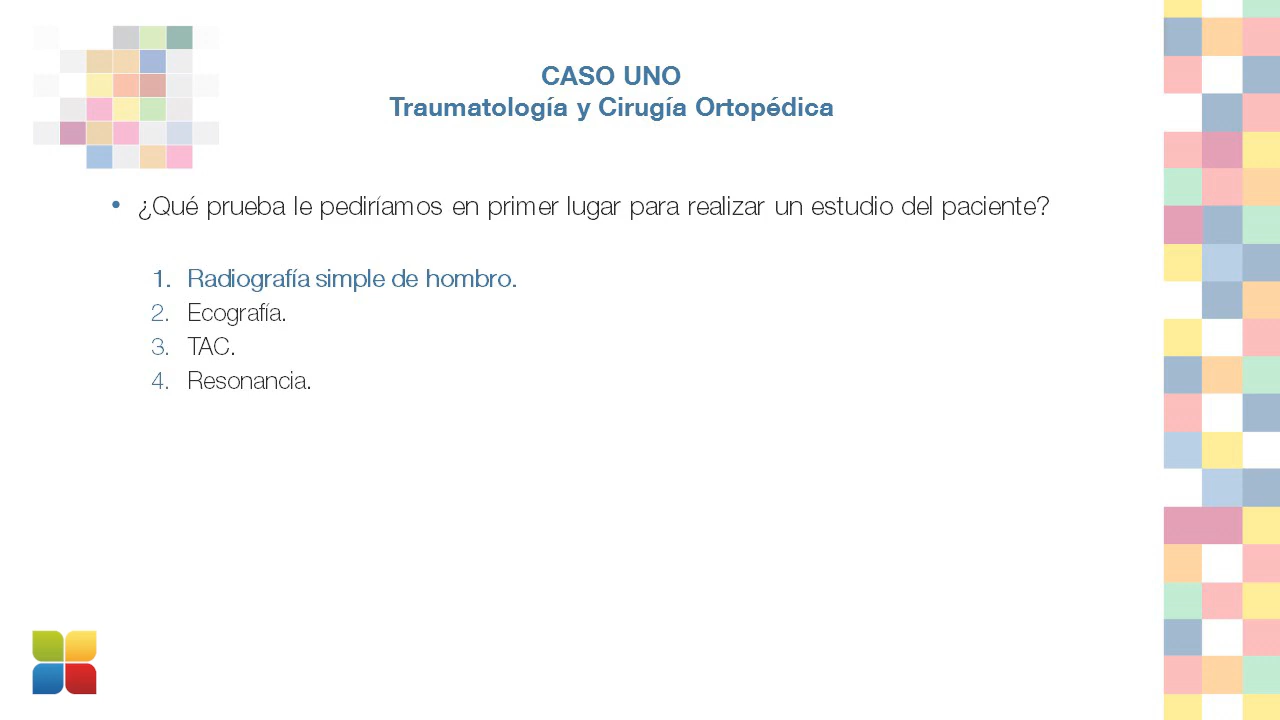 CASO UNO
Traumatología y Cirugía Ortopédica
• ¿Qué prueba le pediríamos en primer lugar para realizar un estudio del paciente?
1. Radiografía simple de hombro.
2. Ecografía.
3. TAC.
4. Resonancia.